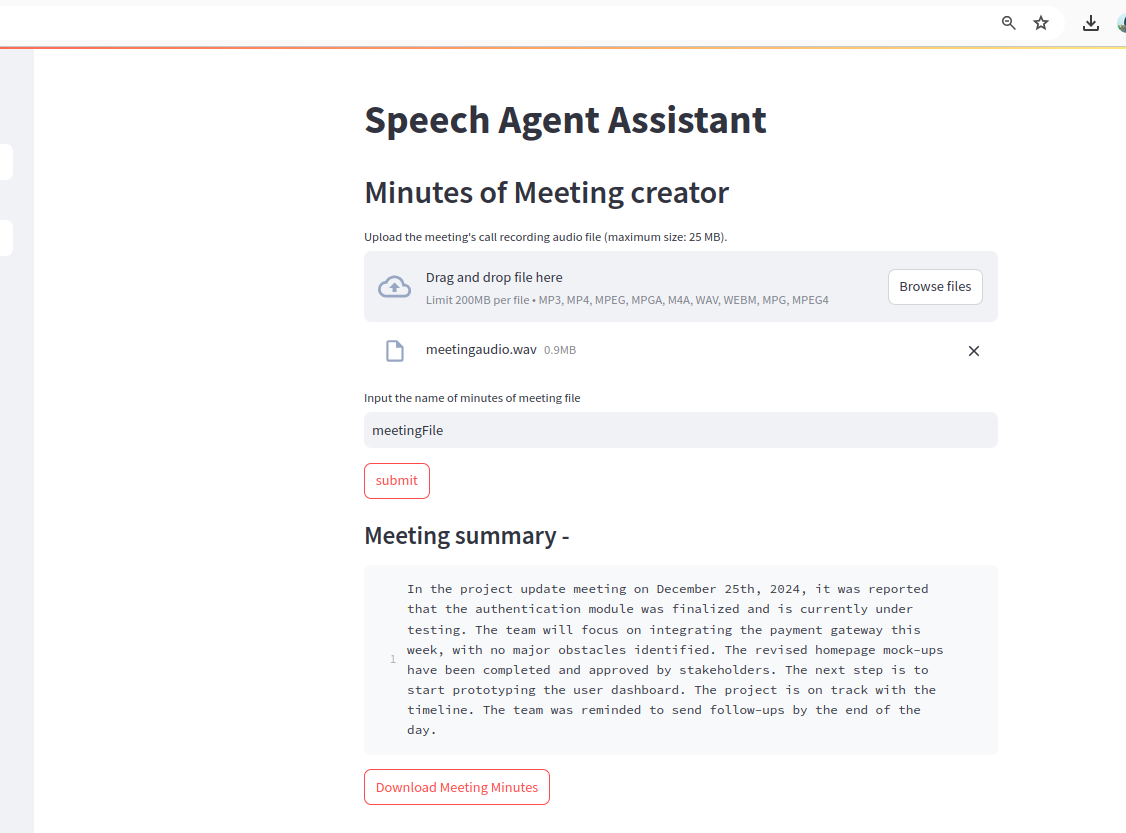 Speech Agent Assistant
Minutes of Meeting creator
Upload the meeting's call recording audio file (maximum size: 25 MB).
Drag and drop file here
Limit 200MB per file • MP3, MP4, MPEG, MPGA, M4A, WAV, WEBM, MPG, MPEG4
Browse files
meetingaudio.wav 0.9MB
Input the name of minutes of meeting file
meetingFile
submit
Meeting summary -
1
In the project update meeting on December 25th, 2024, it was reported
that the authentication module was finalized and is currently under
testing. The team will focus on integrating the payment gateway this
week, with no major obstacles identified. The revised homepage mock-ups
have been completed and approved by stakeholders. The next step is to
start prototyping the user dashboard. The project is on track with the
timeline. The team was reminded to send follow-ups by the end of the
day.
Download Meeting Minutes